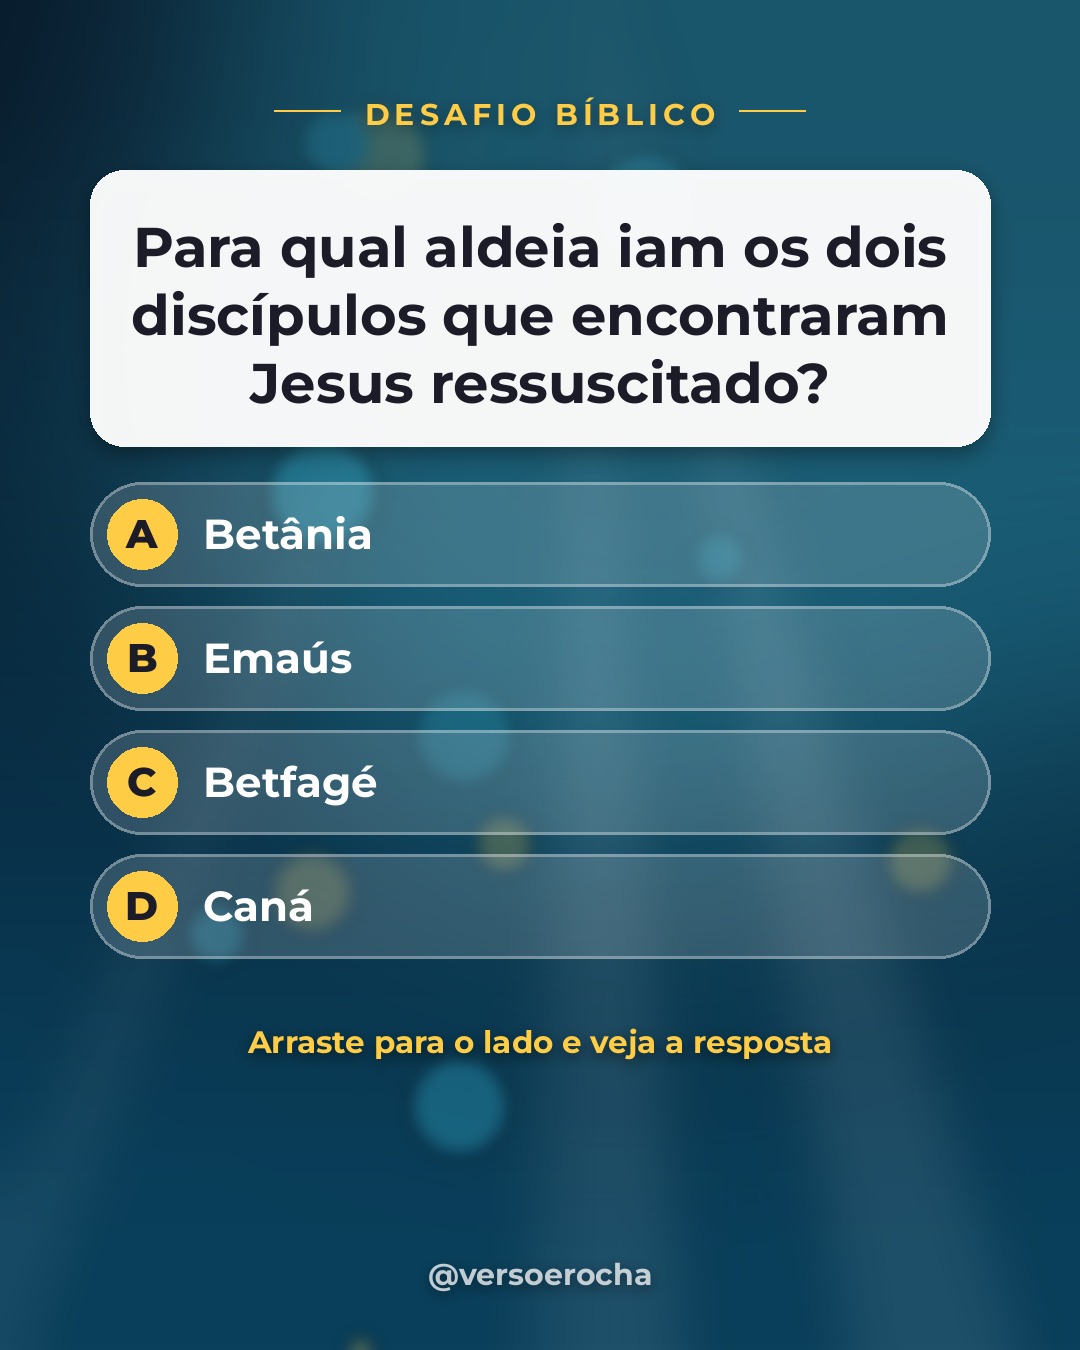 DESAFIO BÍBLICO
Para qual aldeia iam os dois
discípulos que encontraram
Jesus ressuscitado?
A Betânia
B Emaús
C Betfagé
D Caná
Arraste para o lado e veja a resposta
@versoerocha